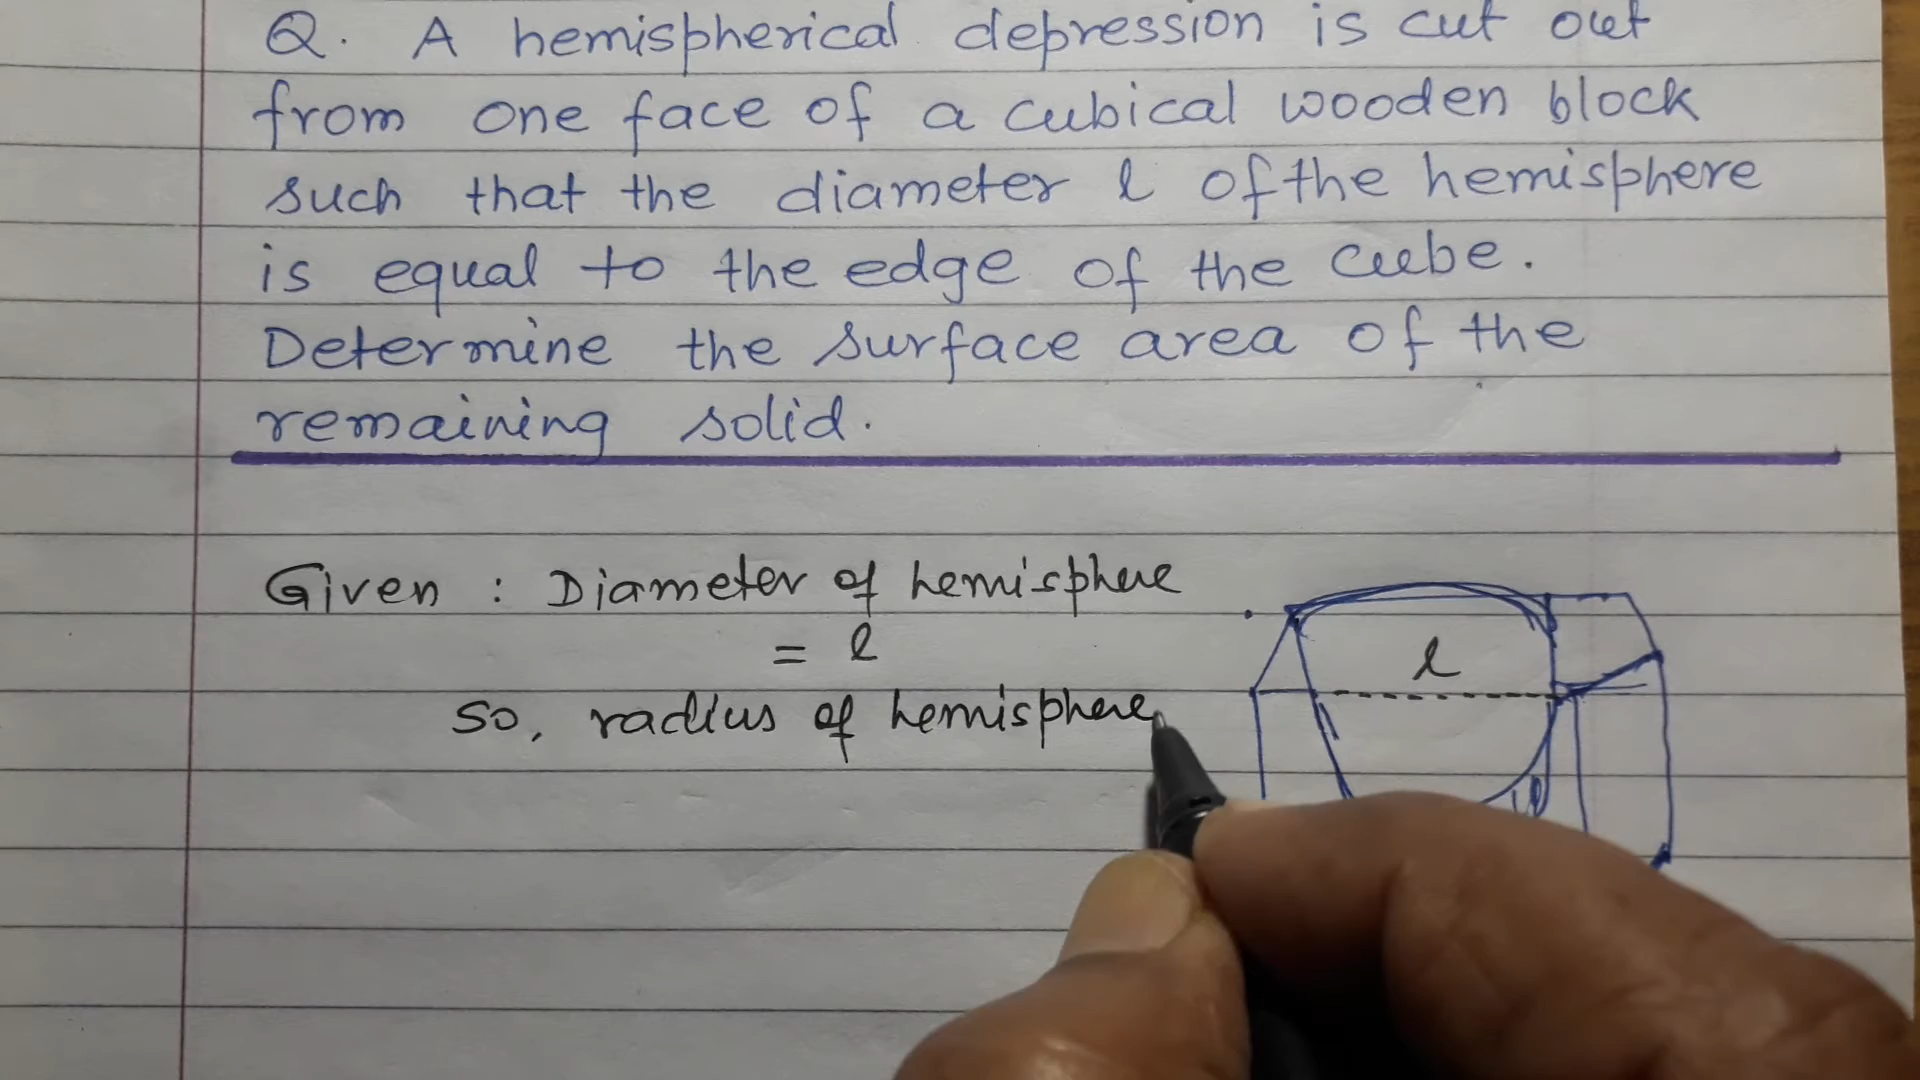 Q. A hemispherical depression is cut out
from one face of a cubical wooden block
such that the diameter l of the hemisphere
is equal to the edge of the cube.
Determine the surface area of the
remaining solid.
Given : Diameter of hemisphere
= l
l
So, radius of hemisphere